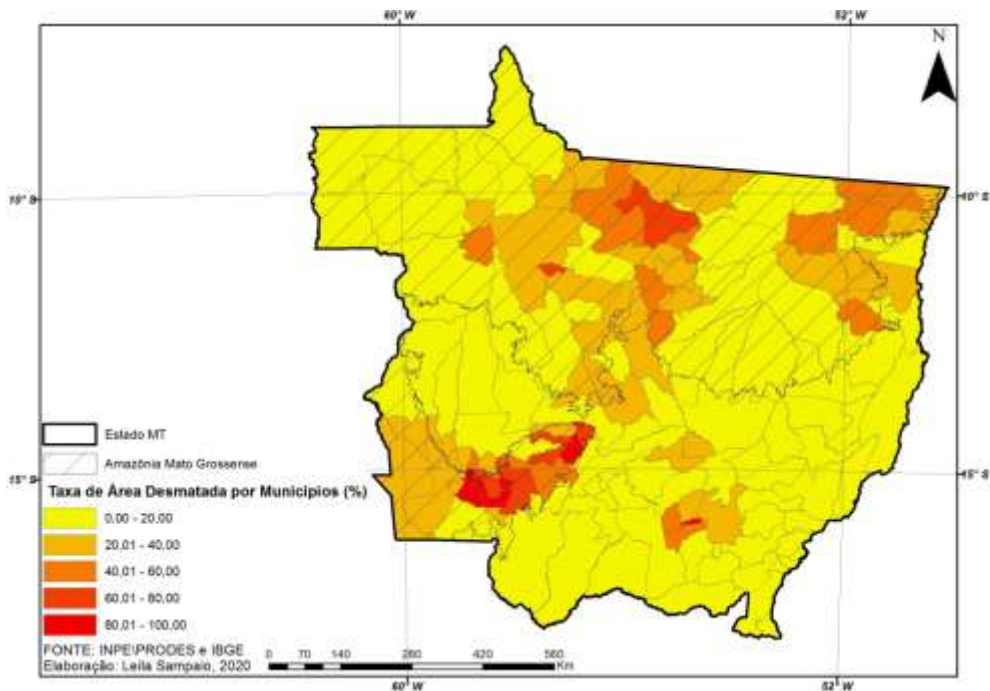 60° W
52° W
N
10° S
10° S
Estado MT
Amazônia Mato Grossense
15° S
15° S
Taxa de Área Desmatada por Municípios (%)
0,00 - 20,00
20,01 - 40,00
40,01 - 60,00
60,01 - 80,00
80,01 - 100,00
FONTE: INPE\PRODES e IBGE
Elaboração: Leila Sampaio, 2020
0 70 140 280 420 560
Km
60° W
52° W